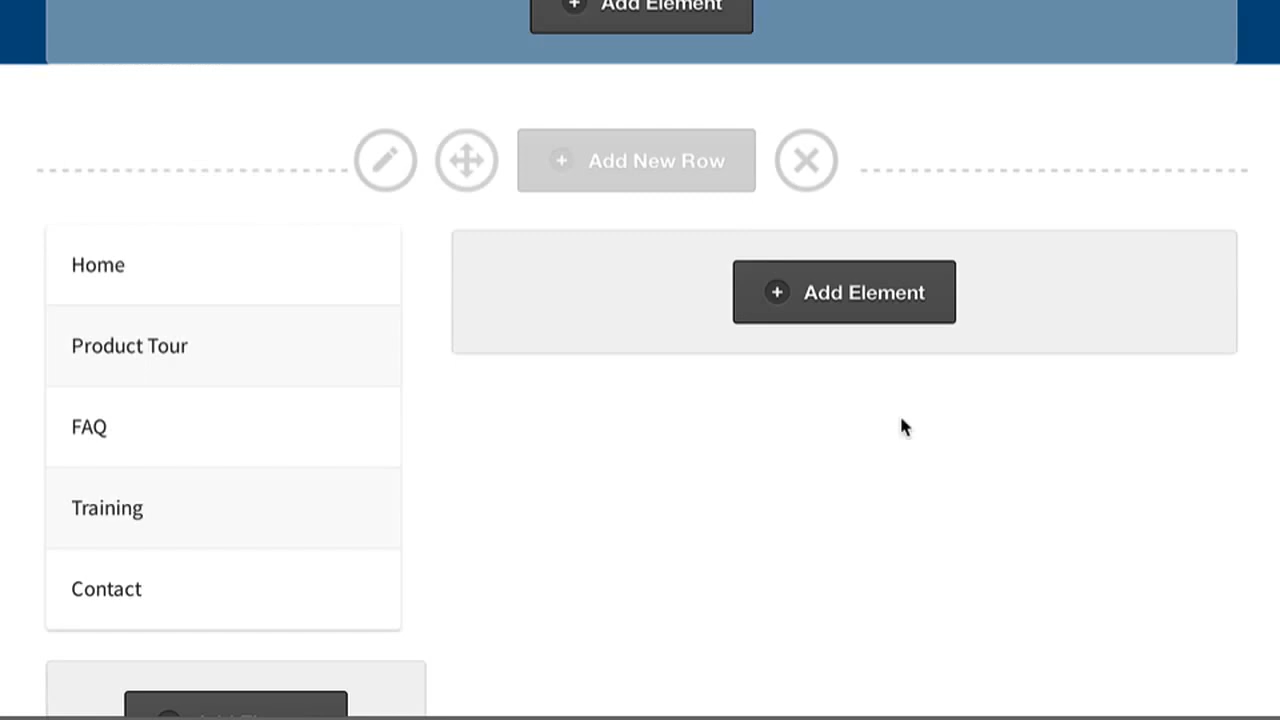 Add Element
Add New Row
Home
Product Tour
FAQ
Training
Contact
Add Element